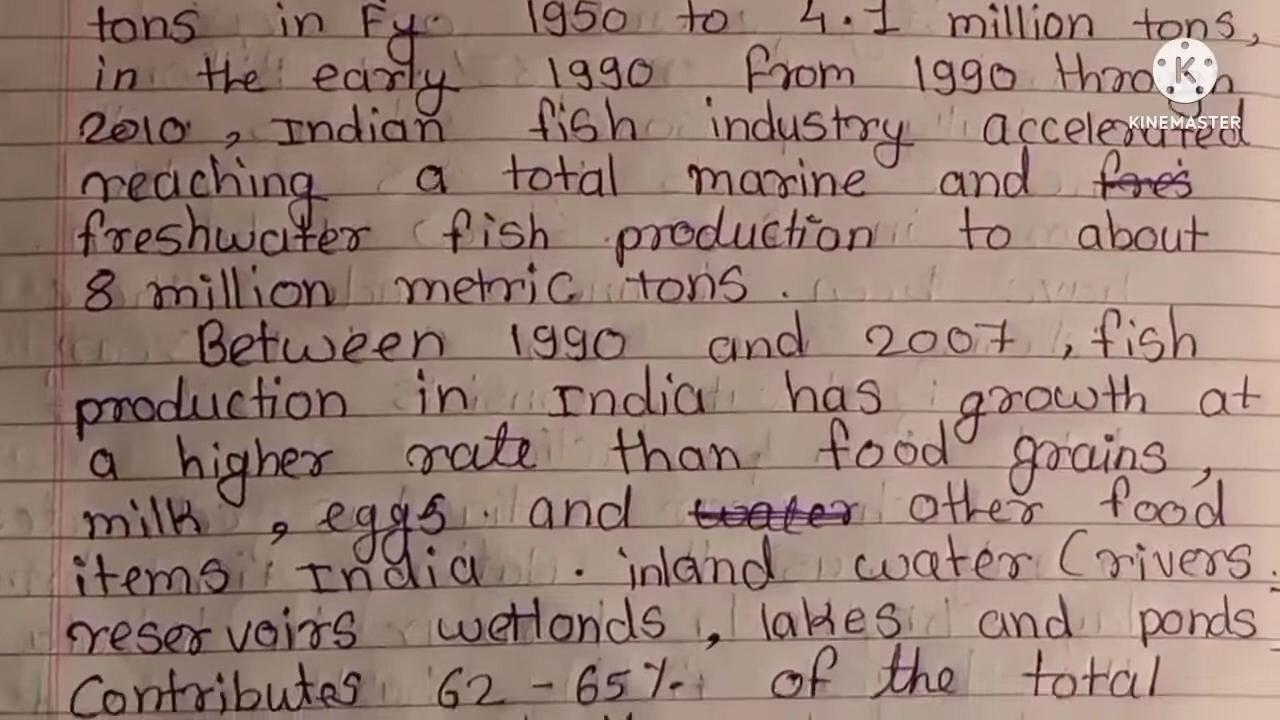 tons in Fy 1950 to 4.1 million tons,
in the early 1990 from 1990 through
2010, Indian fish industry accelerated
reaching a total marine and fres
freshwater fish production to about
8 million metric tons.
Between 1990 and 2007, fish
production in India has growth at
a higher rate than food grains,
milk, eggs and water other food
items India. inland water (rivers.
reservoirs wetlonds, lakes and ponds
Contributes 62-65% of the total
K
KINEMASTER